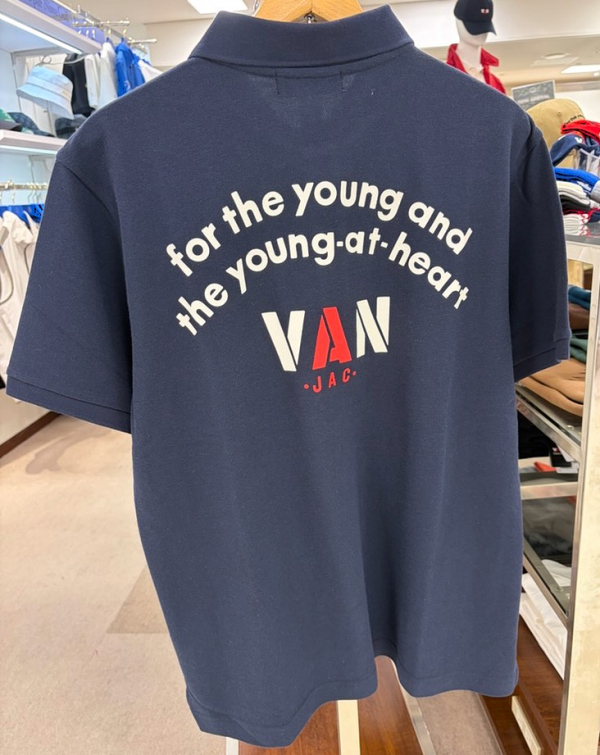 for the young and
the young-at-heart
VAN
•JAC•